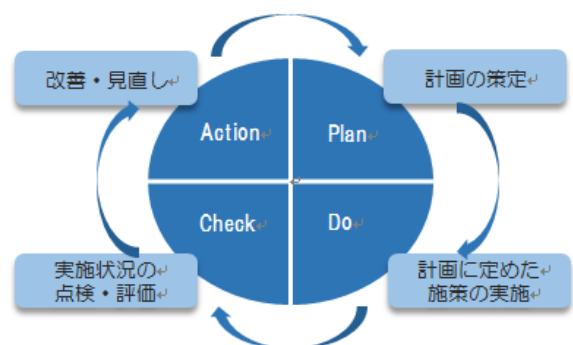 改善・見直し
計画の策定
Action
Plan
Check
Do
実施状況の
点検・評価
計画に定めた
施策の実施